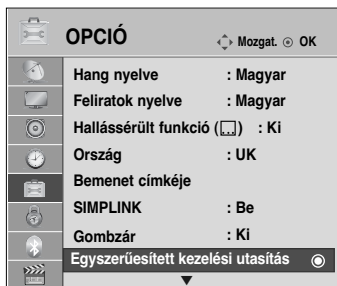 OPCIÓ Mozgat. OK
Hang nyelve : Magyar
Feliratok nyelve : Magyar
Hallássérült funkció ( ) : Ki
Ország : UK
Bemenet címkéje
SIMPLINK : Be
Gombzár : Ki
Egyszerűesített kezelési utasítás